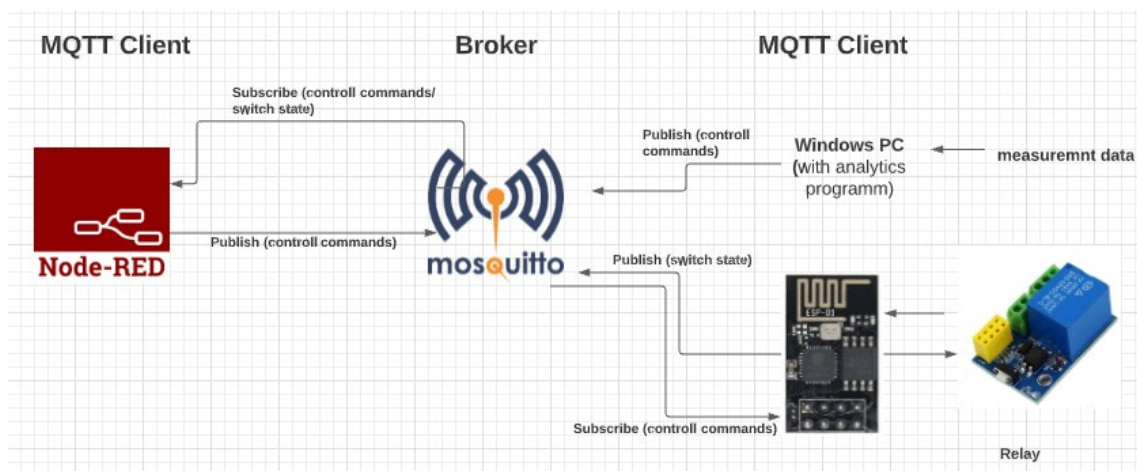 MQTT Client
Broker
MQTT Client
Subscribe (controll commands/
switch state)
Publish (controll
commands)
Windows PC
(with analytics
programm)
measuremnt data
Publish (controll commands)
Node-RED
mosquitto
Publish (switch state)
ESP-01
Subscribe (controll commands)
Relay